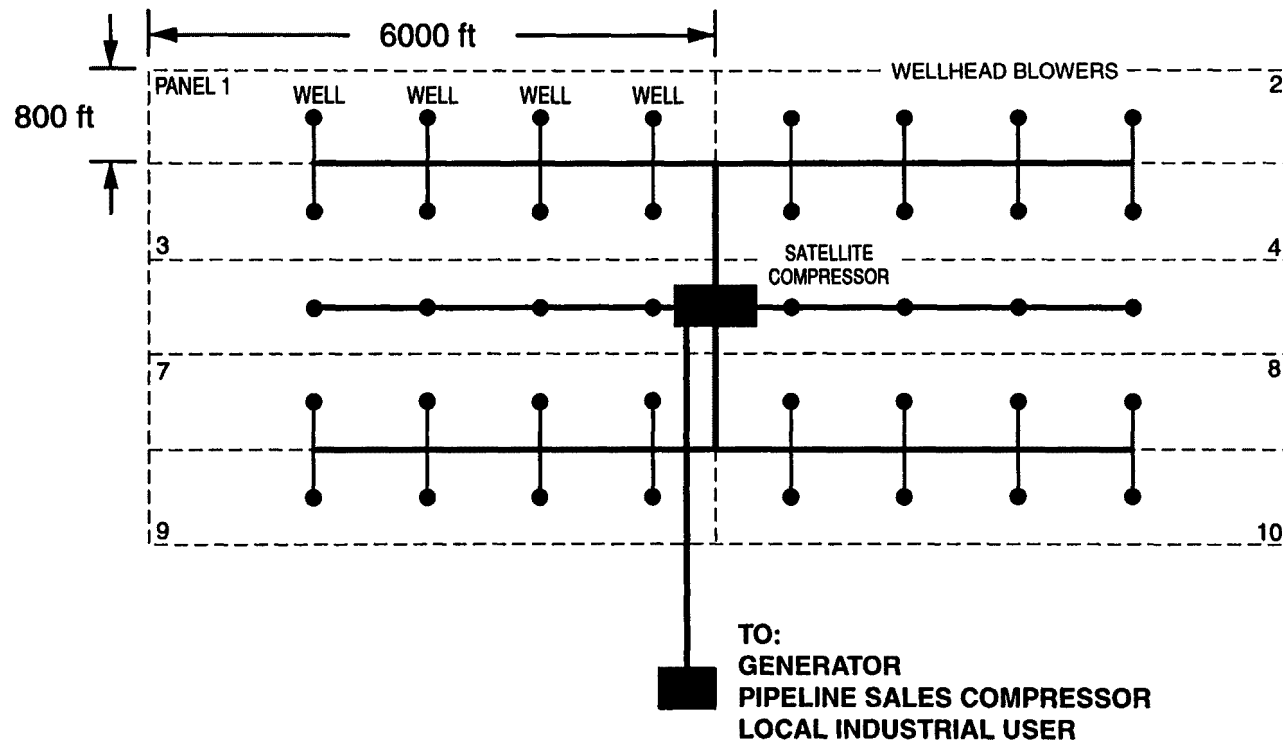 6000 ft
800 ft
PANEL 1
WELL WELL WELL WELL
WELLHEAD BLOWERS
2
3
SATELLITE
COMPRESSOR
4
7
8
9
10
TO:
GENERATOR
PIPELINE SALES COMPRESSOR
LOCAL INDUSTRIAL USER